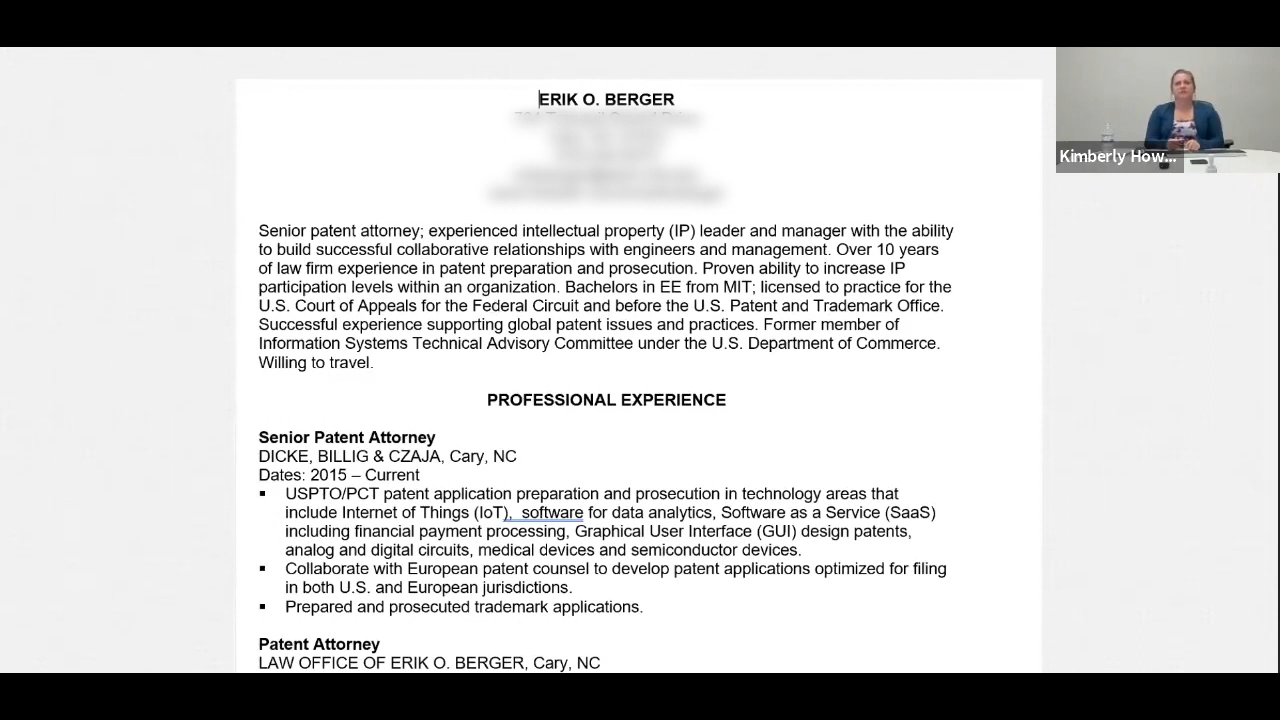 ERIK O. BERGER
Kimberly How...
Senior patent attorney; experienced intellectual property (IP) leader and manager with the ability
to build successful collaborative relationships with engineers and management. Over 10 years
of law firm experience in patent preparation and prosecution. Proven ability to increase IP
participation levels within an organization. Bachelors in EE from MIT; licensed to practice for the
U.S. Court of Appeals for the Federal Circuit and before the U.S. Patent and Trademark Office.
Successful experience supporting global patent issues and practices. Former member of
Information Systems Technical Advisory Committee under the U.S. Department of Commerce.
Willing to travel.
PROFESSIONAL EXPERIENCE
Senior Patent Attorney
DICKE, BILLIG & CZAJA, Cary, NC
Dates: 2015 – Current
▪ USPTO/PCT patent application preparation and prosecution in technology areas that
include Internet of Things (IoT),  software for data analytics, Software as a Service (SaaS)
including financial payment processing, Graphical User Interface (GUI) design patents,
analog and digital circuits, medical devices and semiconductor devices.
▪ Collaborate with European patent counsel to develop patent applications optimized for filing
in both U.S. and European jurisdictions.
▪ Prepared and prosecuted trademark applications.
Patent Attorney
LAW OFFICE OF ERIK O. BERGER, Cary, NC